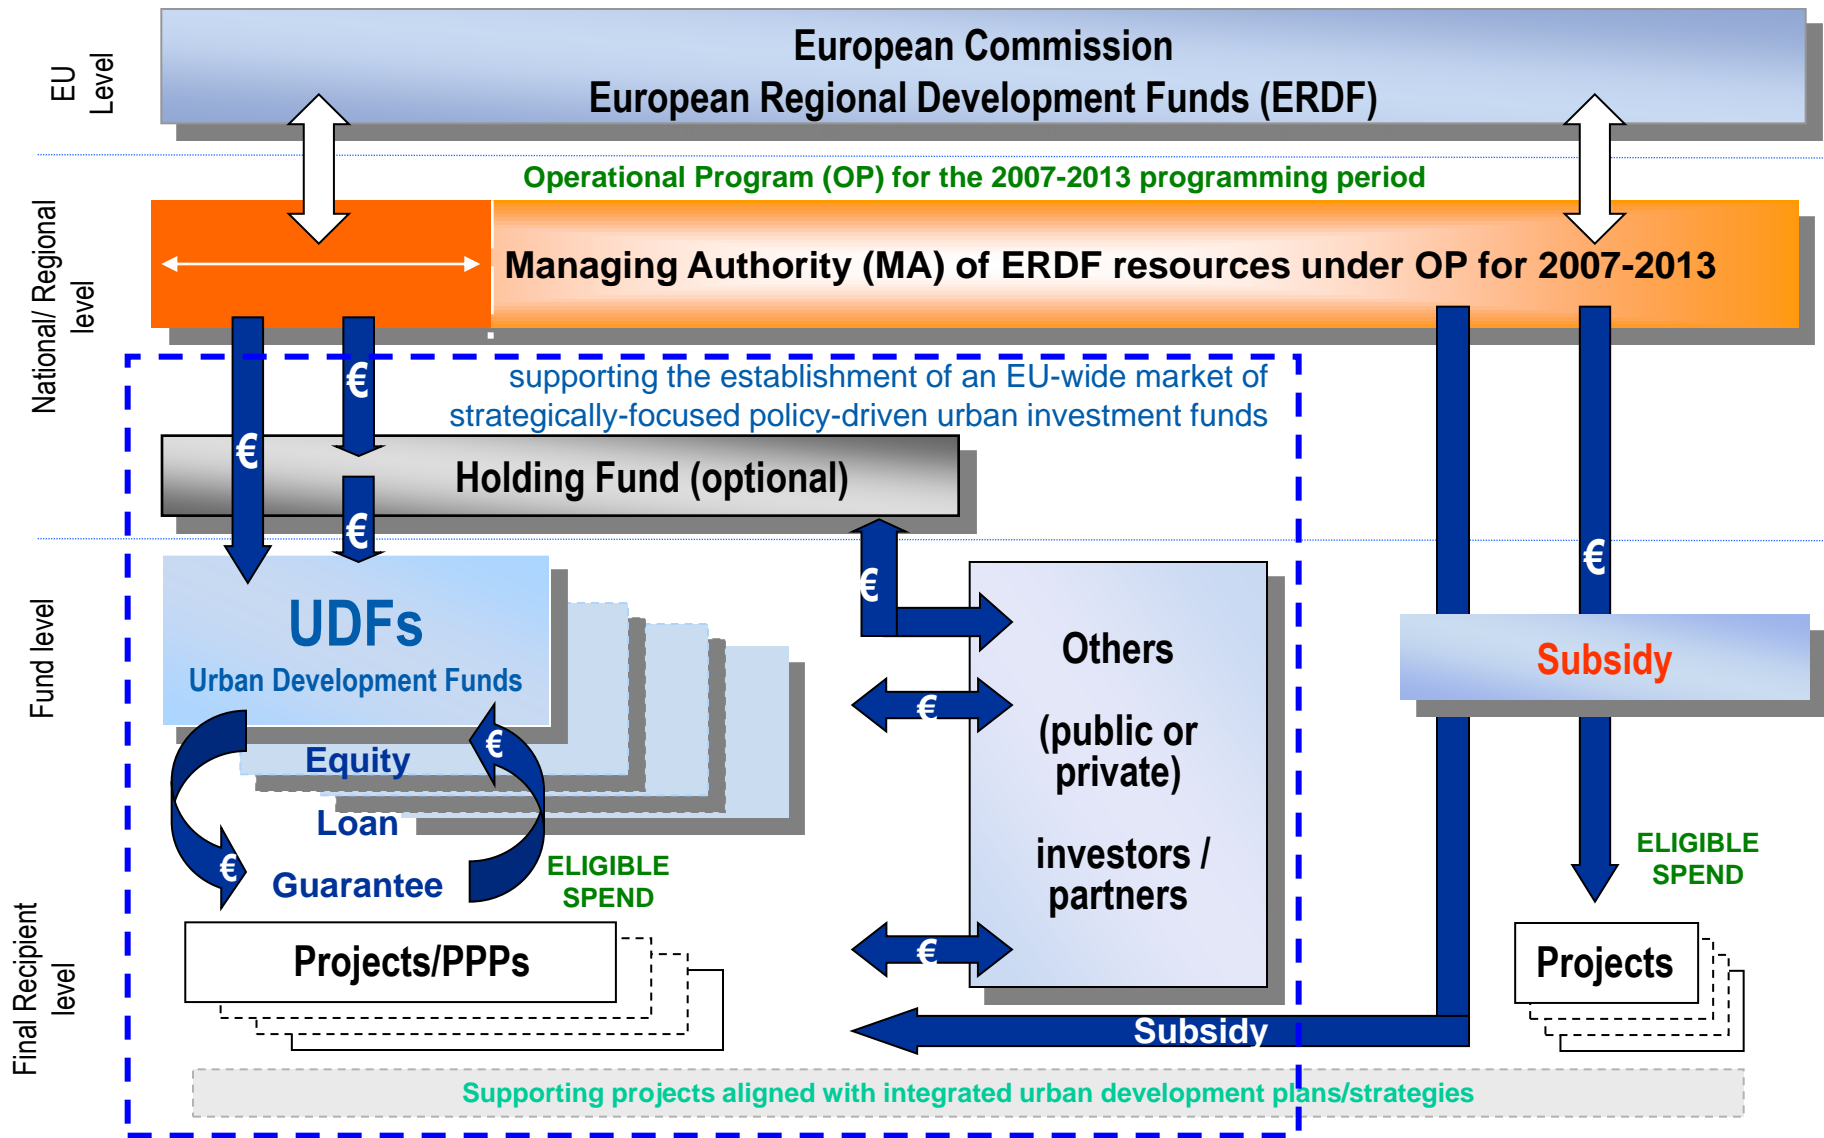 EU
Level
European Commission
European Regional Development Funds (ERDF)
Operational Program (OP) for the 2007-2013 programming period
National/ Regional
level
Managing Authority (MA) of ERDF resources under OP for 2007-2013
€
€
€
€
supporting the establishment of an EU-wide market of
strategically-focused policy-driven urban investment funds
Holding Fund (optional)
Fund level
UDFs
Urban Development Funds
€
€
€
Equity
Loan
Guarantee
€
ELIGIBLE
SPEND
Others
(public or
private)
investors /
partners
€
Subsidy
ELIGIBLE
SPEND
Final Recipient
level
Projects/PPPs
Projects
Subsidy
Supporting projects aligned with integrated urban development plans/strategies